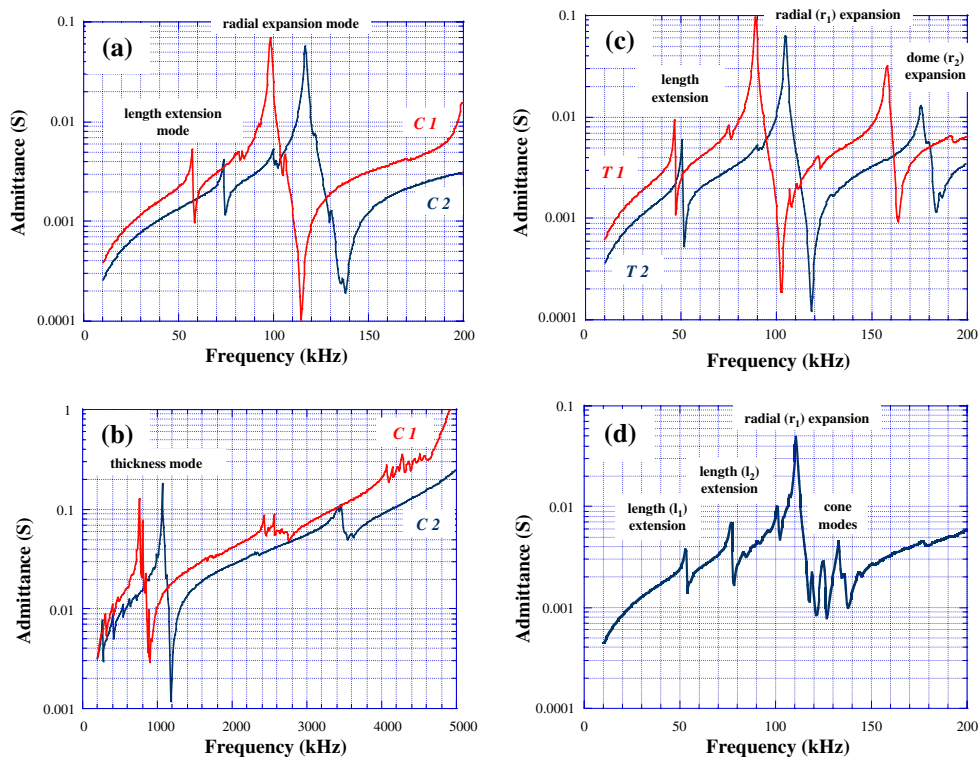 (a)
radial expansion mode
length extension
mode
C 1
C 2
Admittance (S)
0.1
0.01
0.001
0.0001
0
50
100
150
200
Frequency (kHz)
(c)
radial (r1) expansion
dome (r2)
expansion
length
extension
T 1
T 2
Admittance (S)
0.1
0.01
0.001
0.0001
0
50
100
150
200
Frequency (kHz)
(b)
thickness mode
C 1
C 2
Admittance (S)
1
0.1
0.01
0.001
0
1000
2000
3000
4000
5000
Frequency (kHz)
(d)
radial (r1) expansion
length (l2)
extension
length (l1)
extension
cone
modes
Admittance (S)
0.1
0.01
0.001
0.0001
0
50
100
150
200
Frequency (kHz)